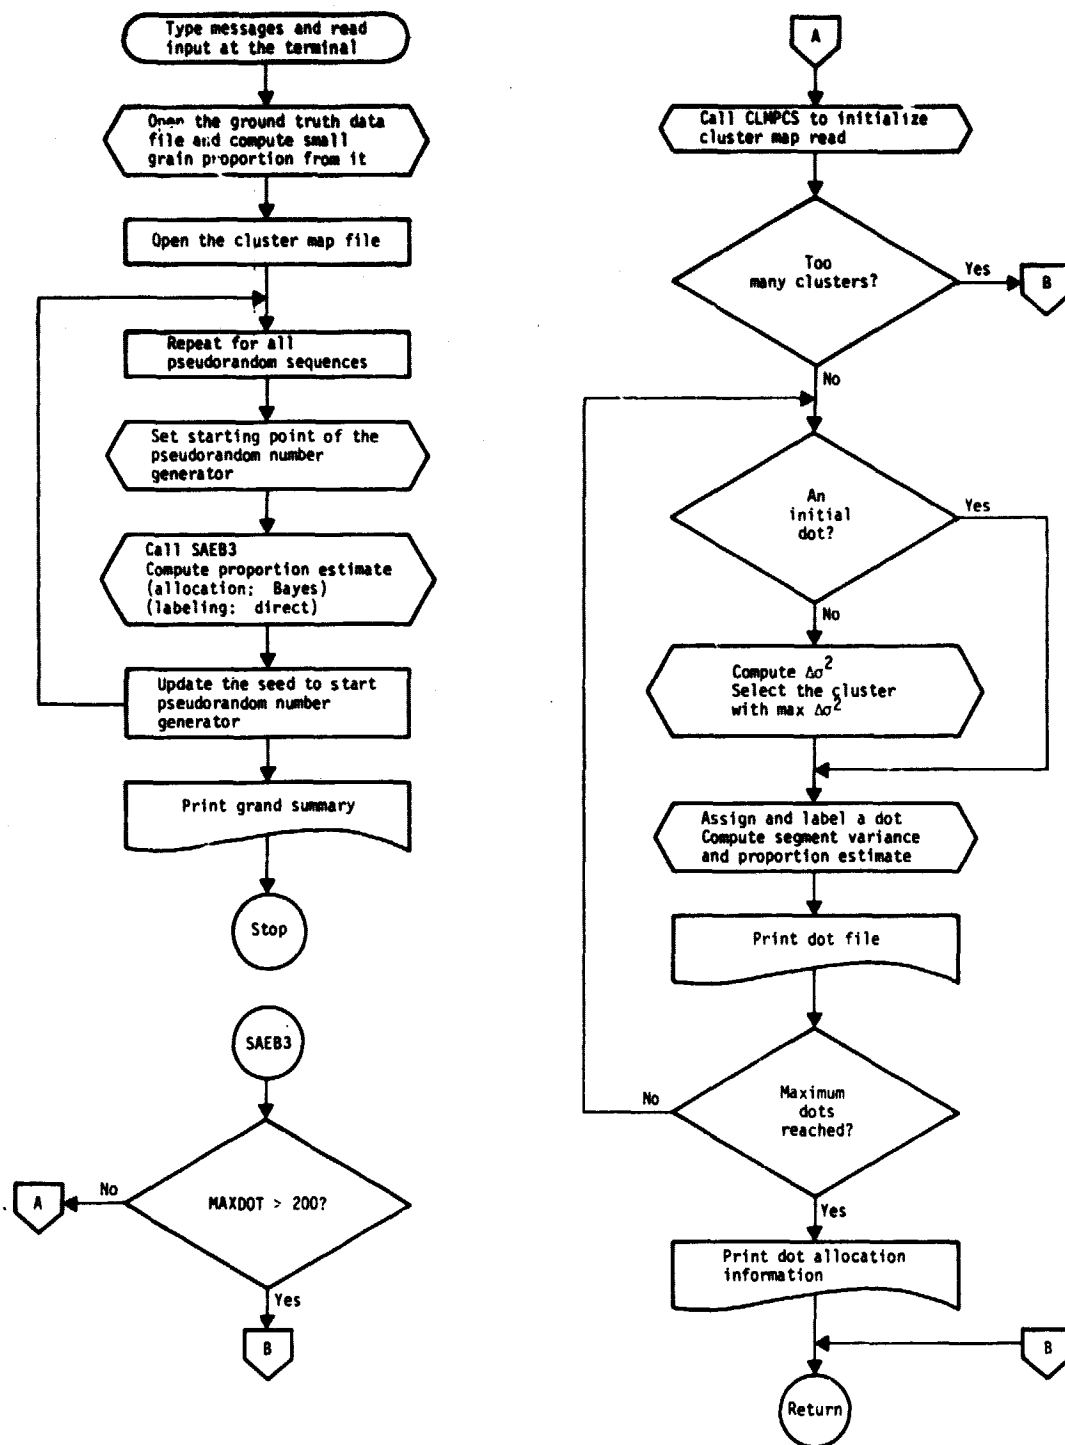 Type messages and read
input at the terminal
Open the ground truth data
file and compute small
grain proportion from it
Open the cluster map file
Repeat for all
pseudorandom sequences
Set starting point of the
pseudorandom number
generator
Call SAEB3
Compute proportion estimate
(allocation: Bayes)
(labeling: direct)
Update the seed to start
pseudorandom number
generator
Print grand summary
Stop
SAEB3
MAXDOT > 200?
No
A
Yes
B
A
Call CLMPCS to initialize
cluster map read
Too
many clusters?
Yes
B
No
An
initial
dot?
Yes
No
Compute Δσ²
Select the cluster
with max Δσ²
Assign and label a dot
Compute segment variance
and proportion estimate
Print dot file
Maximum
dots
reached?
No
Yes
Print dot allocation
information
B
Return